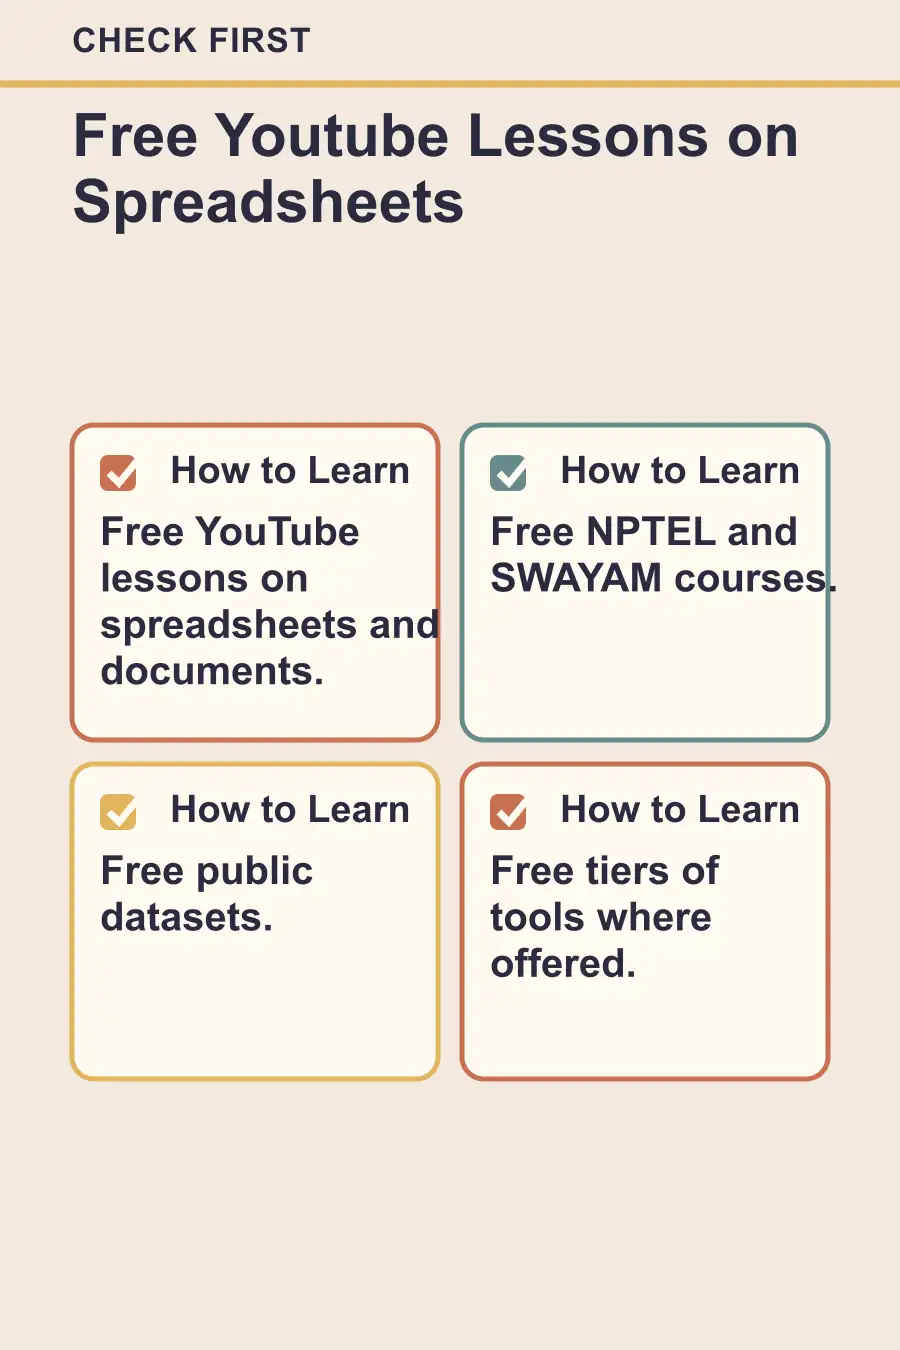 CHECK FIRST
Free Youtube Lessons on
Spreadsheets
How to Learn
Free YouTube
lessons on
spreadsheets and
documents.
How to Learn
Free NPTEL and
SWAYAM courses.
How to Learn
Free public
datasets.
How to Learn
Free tiers of
tools where
offered.